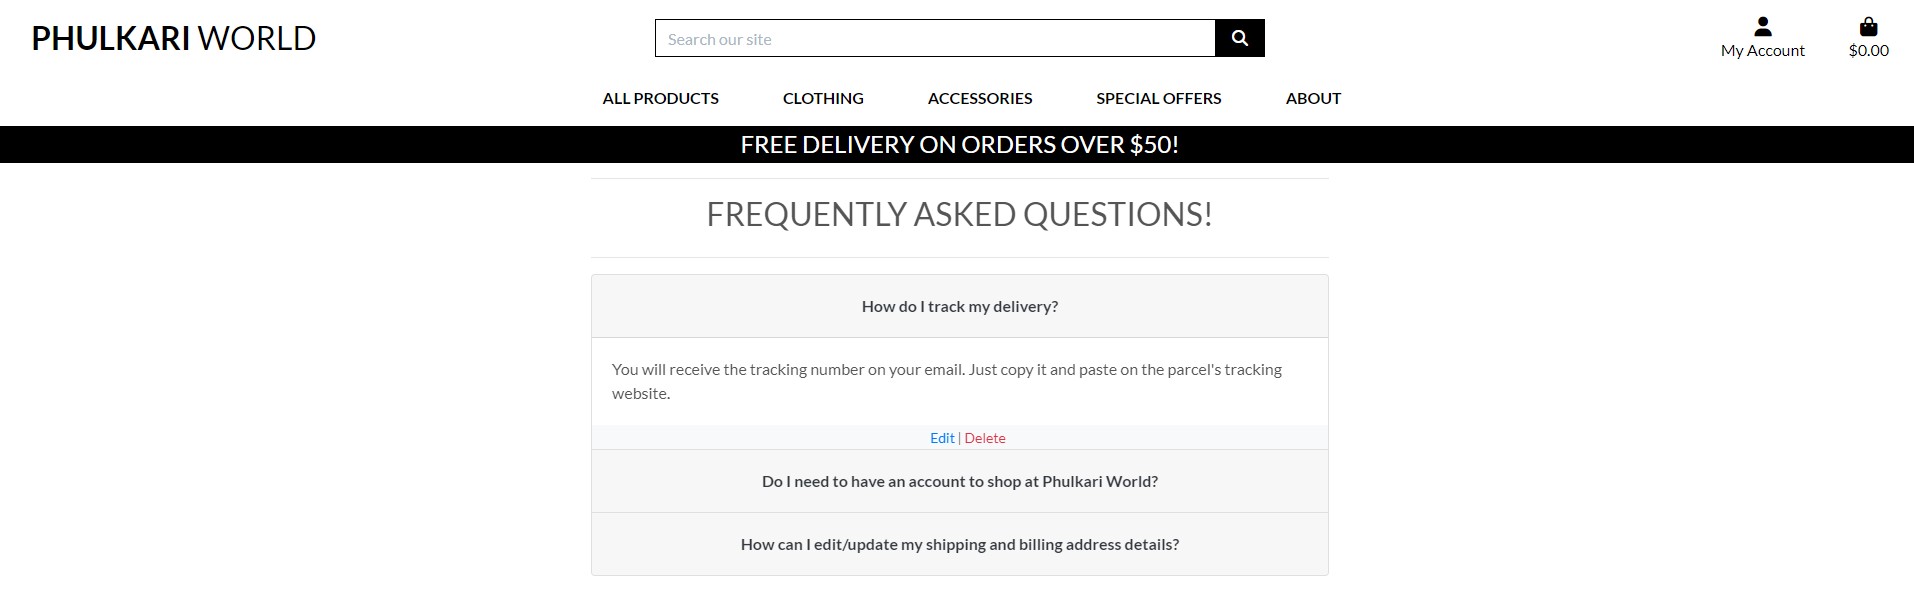 PHULKARI WORLD
Search our site
My Account
$0.00
ALL PRODUCTS CLOTHING ACCESSORIES SPECIAL OFFERS ABOUT
FREE DELIVERY ON ORDERS OVER $50!
FREQUENTLY ASKED QUESTIONS!
How do I track my delivery?
You will receive the tracking number on your email. Just copy it and paste on the parcel's tracking
website.
Edit | Delete
Do I need to have an account to shop at Phulkari World?
How can I edit/update my shipping and billing address details?